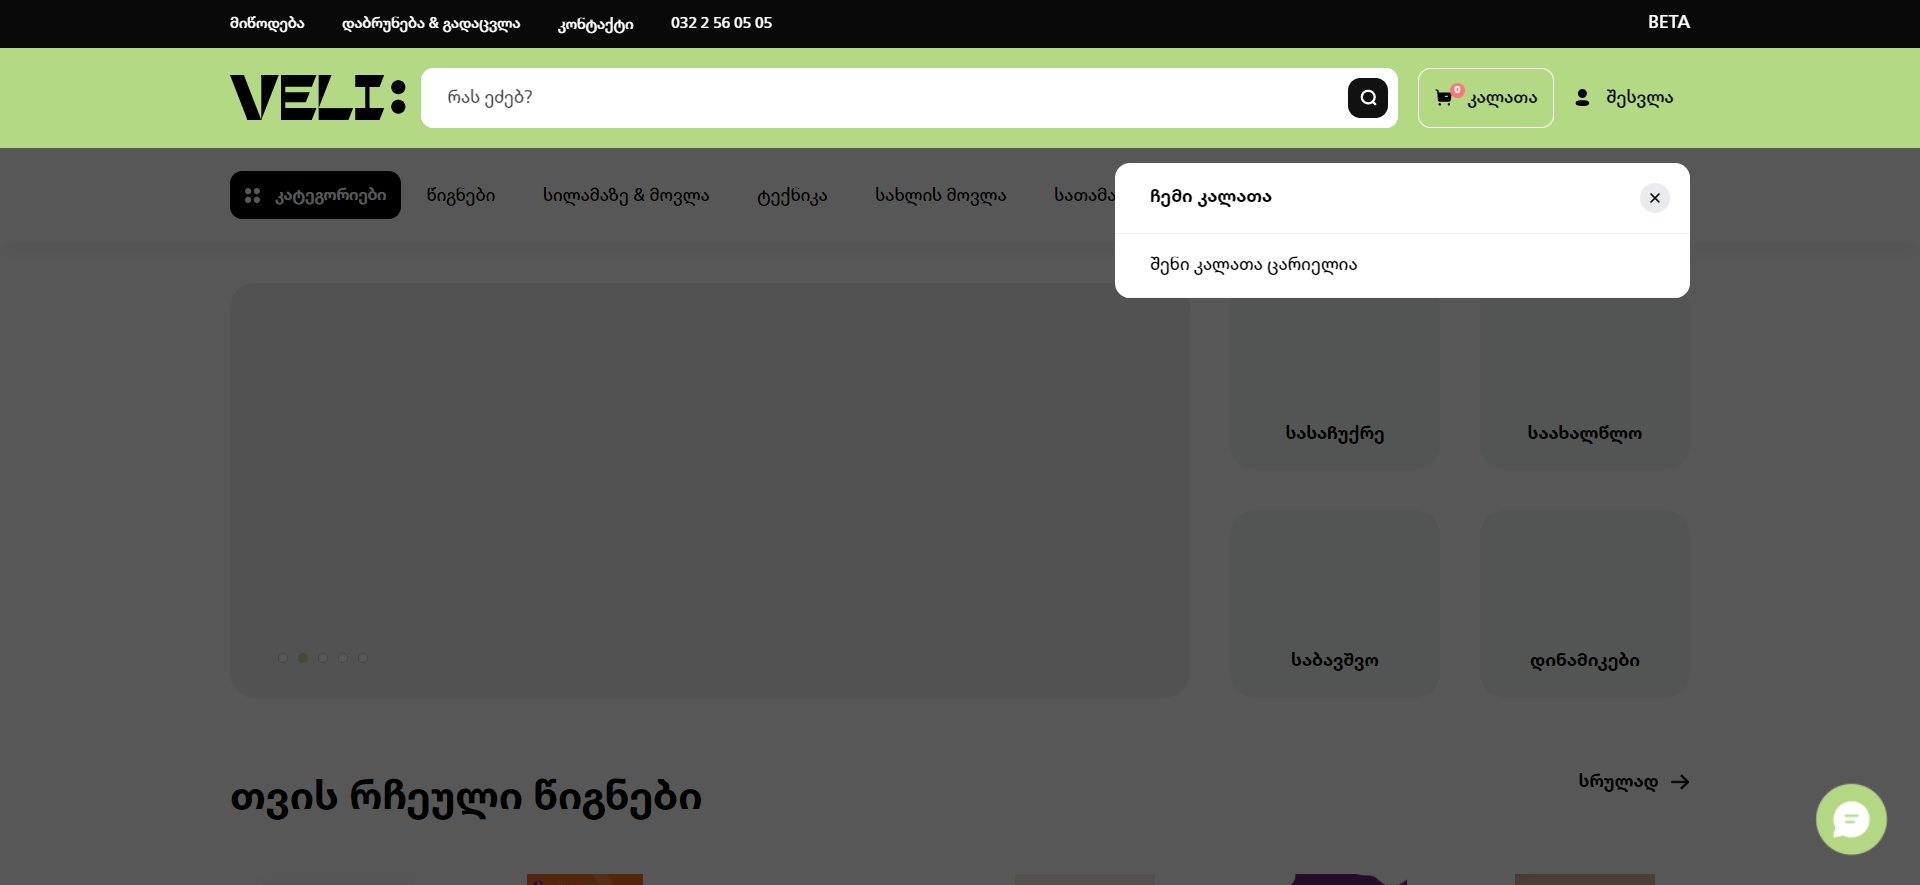 მიწოდება
დაბრუნება & გადაცვლა
კონტაქტი
032 2 56 05 05
BETA
VELI:
რას ეძებ?
0
კალათა
შესვლა
კატეგორიები
წიგნები
სილამაზე & მოვლა
ტექნიკა
სახლის მოვლა
სათამა
ჩემი კალათა
შენი კალათა ცარიელია
სასაჩუქრე
საახალწლო
საბავშვო
დინამიკები
თვის რჩეული წიგნები
სრულად